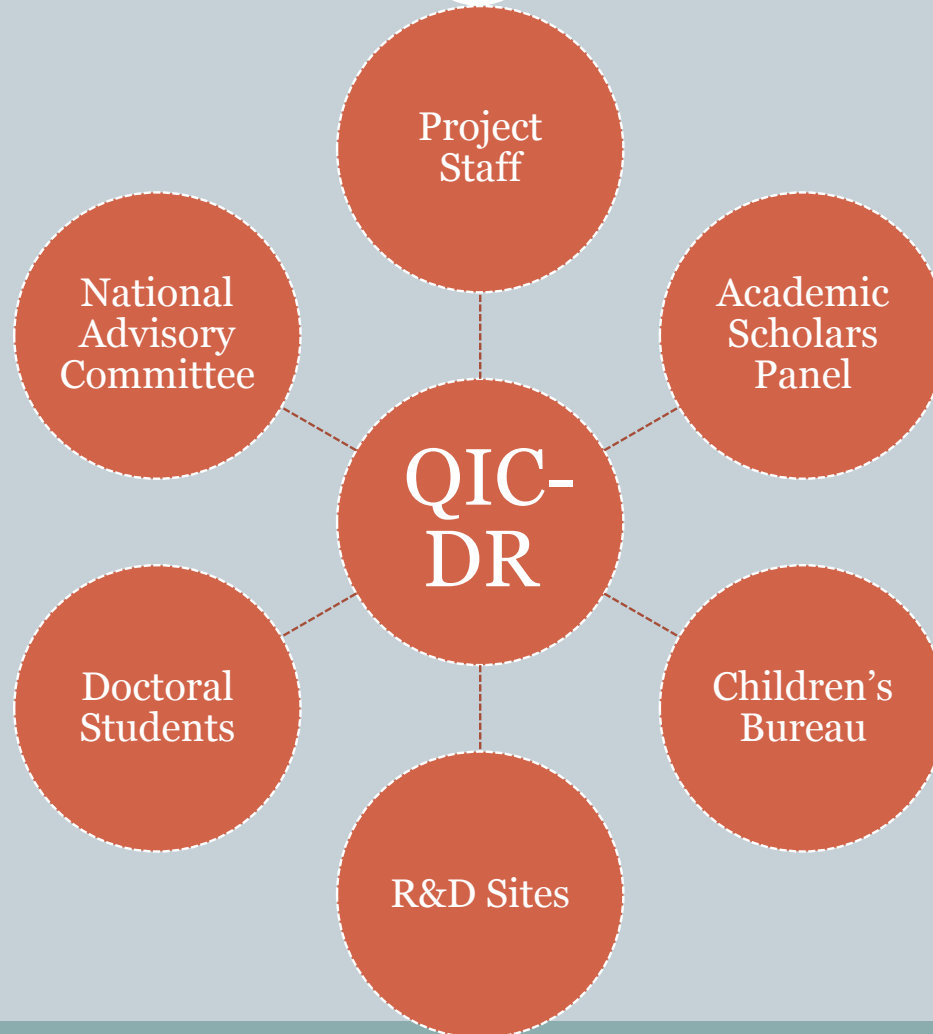 Project
Staff
National
Advisory
Committee
Academic
Scholars
Panel
QIC-
DR
Doctoral
Students
Children’s
Bureau
R&D Sites